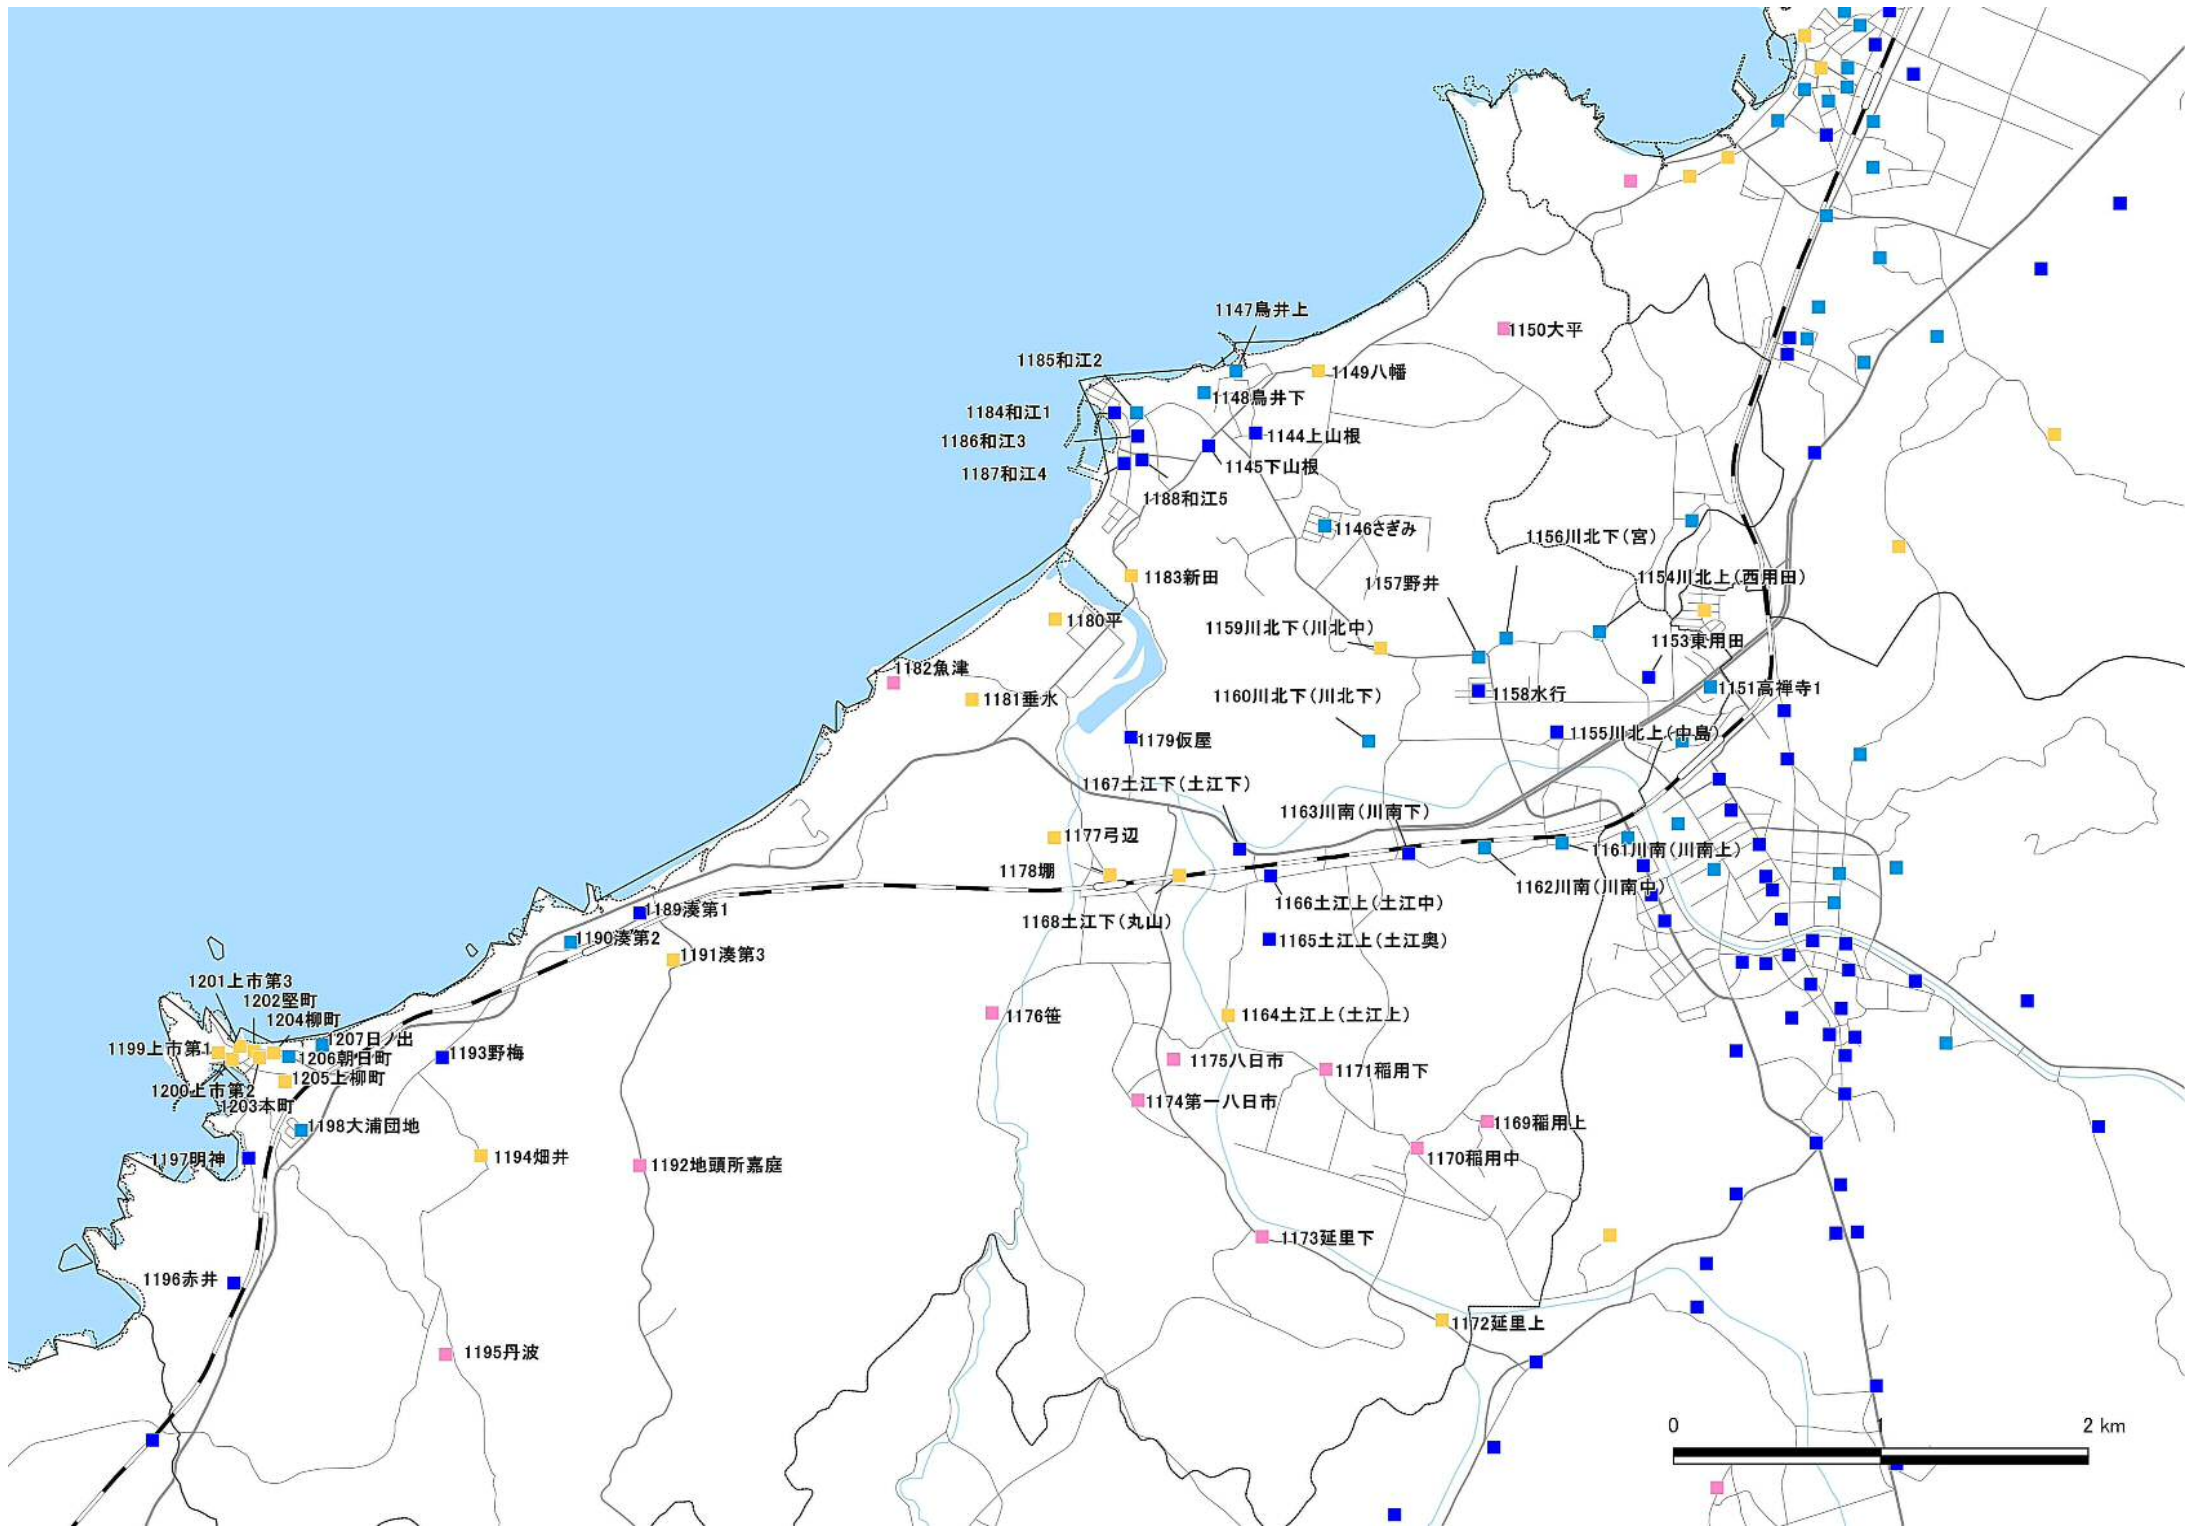 1147鳥井上
1150大平
1185和江2
1149八幡
1148鳥井下
1184和江1
1144上山根
1186和江3
1145下山根
1187和江4
1188和江5
1146さぎみ
1156川北下(宮)
1183新田
1157野井
1154川北上(西用田)
1180平
1159川北下(川北中)
1153東用田
1182魚津
1151高禅寺1
1181垂水
1160川北下(川北下)
1158水行
1179仮屋
1155川北上(中島)
1167土江下(土江下)
1163川南(川南下)
1177弓辺
1161川南(川南上)
1178堋
1162川南(川南中)
1189湊第1
1166土江上(土江中)
1168土江下(丸山)
1190湊第2
1165土江上(土江奥)
1191湊第3
1201上市第3
1202堅町
1176笹
1164土江上(土江上)
1204柳町
1207日ノ出
1199上市第1
1193野梅
1206朝日町
1175八日市
1171稲用下
1205上柳町
1200上市第2
1174第一八日市
1203本町
1169稲用上
1198大浦団地
1197明神
1194畑井
1170稲用中
1192地頭所嘉庭
1173延里下
1196赤井
1172延里上
1195丹波
0 1 2 km